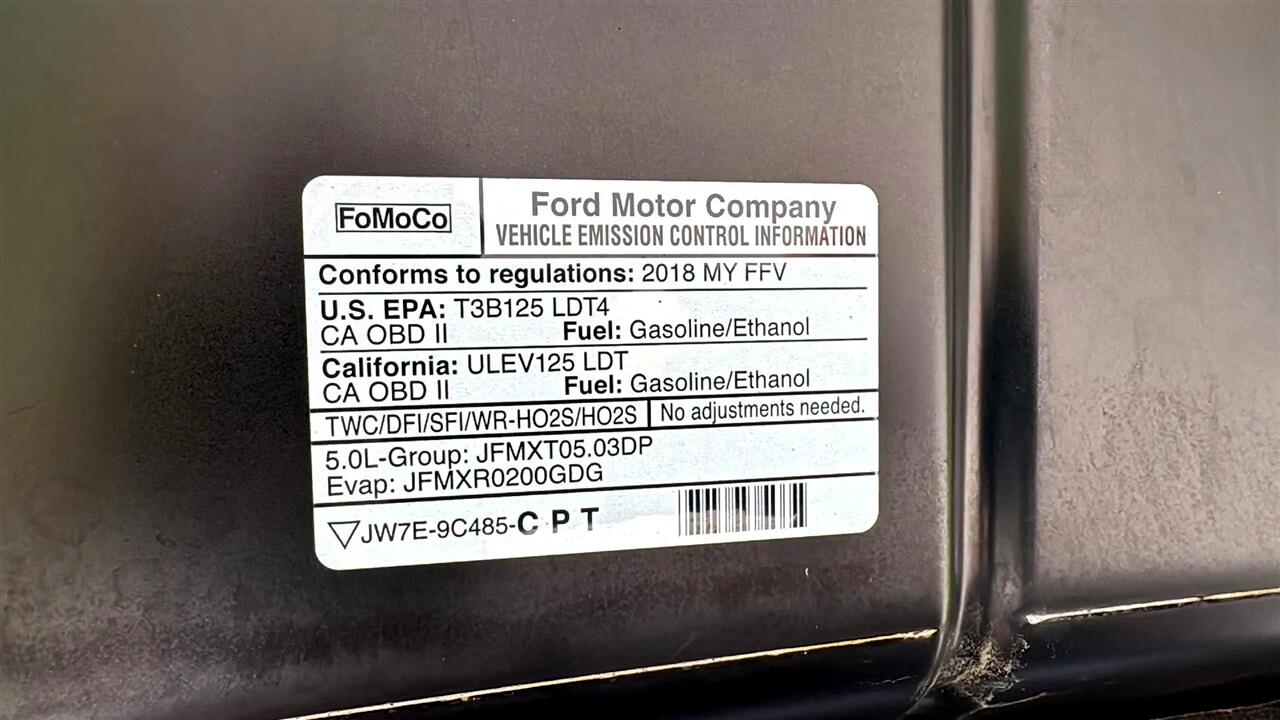 FoMoCo
Ford Motor Company
VEHICLE EMISSION CONTROL INFORMATION
Conforms to regulations: 2018 MY FFV
U.S. EPA: T3B125 LDT4
CA OBD II Fuel: Gasoline/Ethanol
California: ULEV125 LDT
CA OBD II Fuel: Gasoline/Ethanol
TWC/DFI/SFI/WR-HO2S/HO2S No adjustments needed.
5.0L-Group: JFMXT05.03DP
Evap: JFMXR0200GDG
JW7E-9C485-C P T